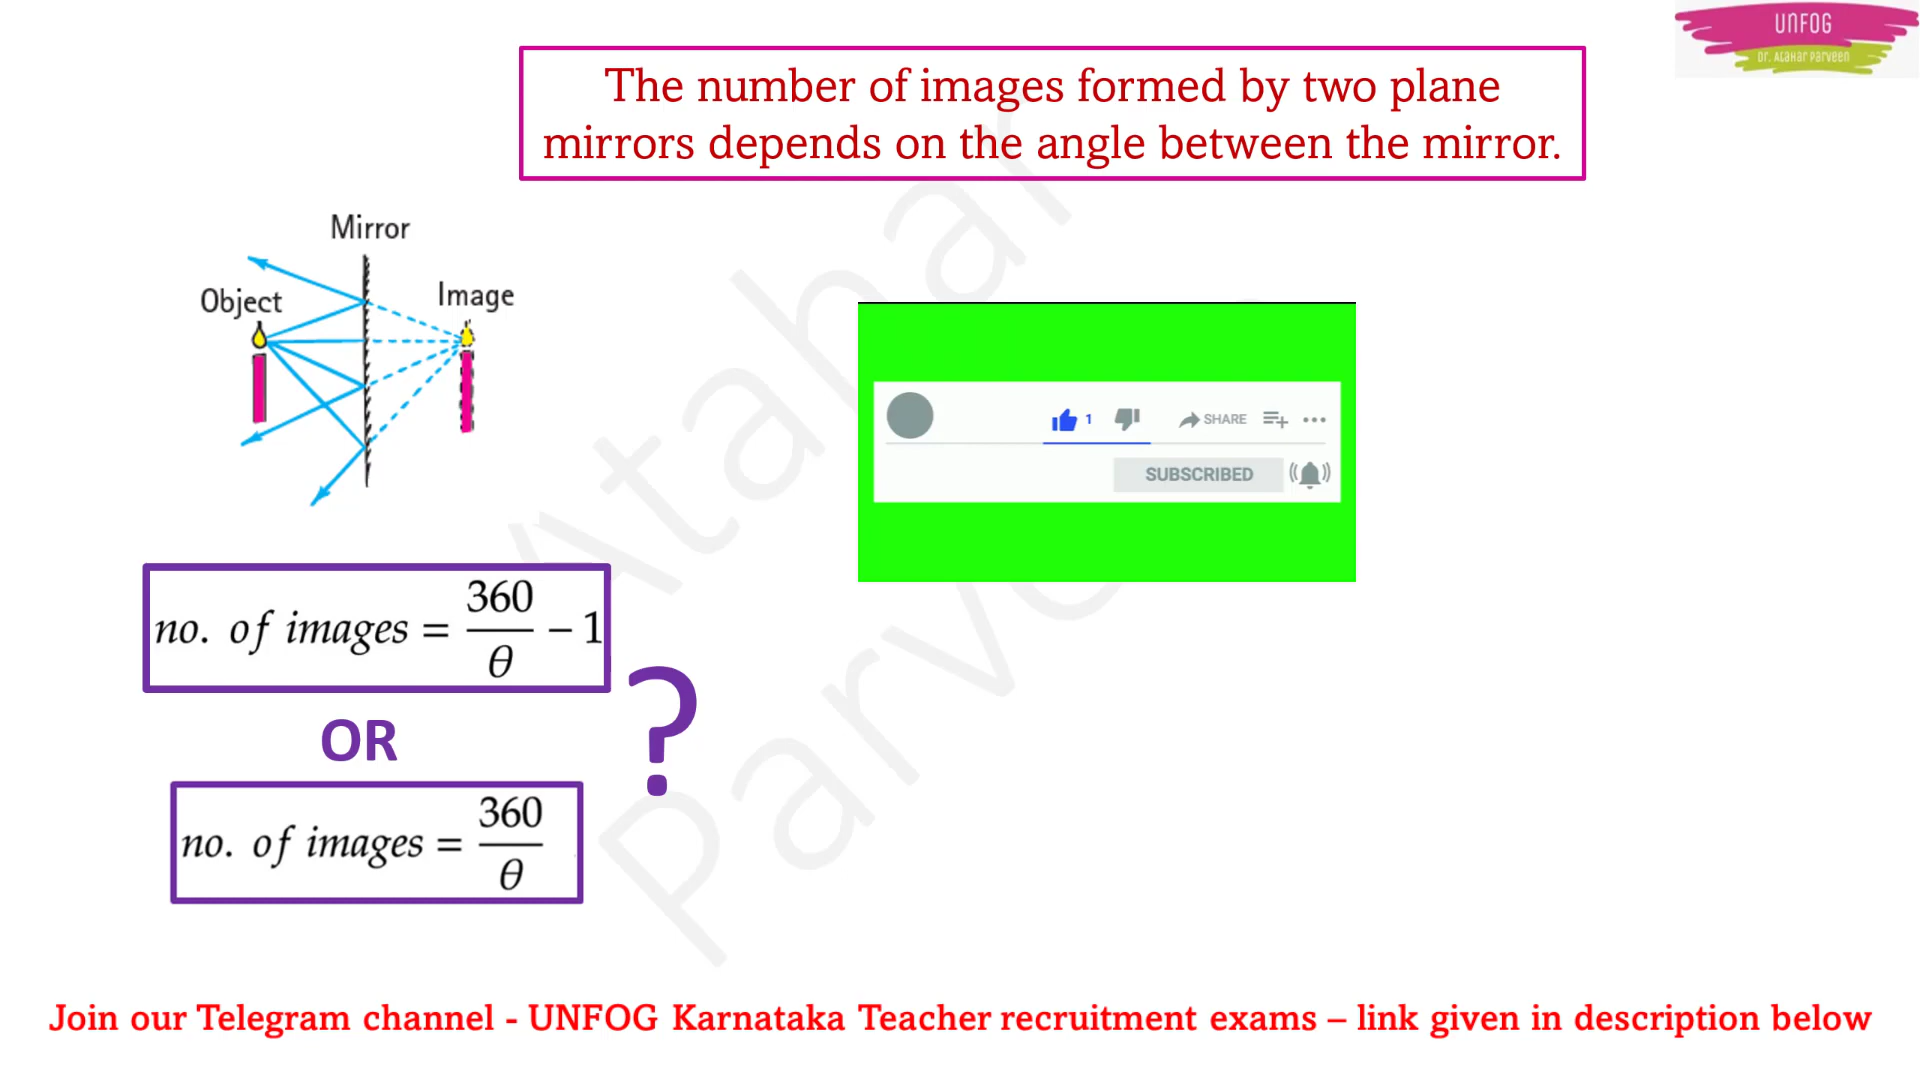 UNFOG
Dr. Atahar Parveen
The number of images formed by two plane
mirrors depends on the angle between the mirror.
Mirror
Object
Image
1
SHARE
SUBSCRIBED
no. of images = 360/θ − 1
OR
?
no. of images = 360/θ
Atahar
Parveen
Join our Telegram channel - UNFOG Karnataka Teacher recruitment exams – link given in description below